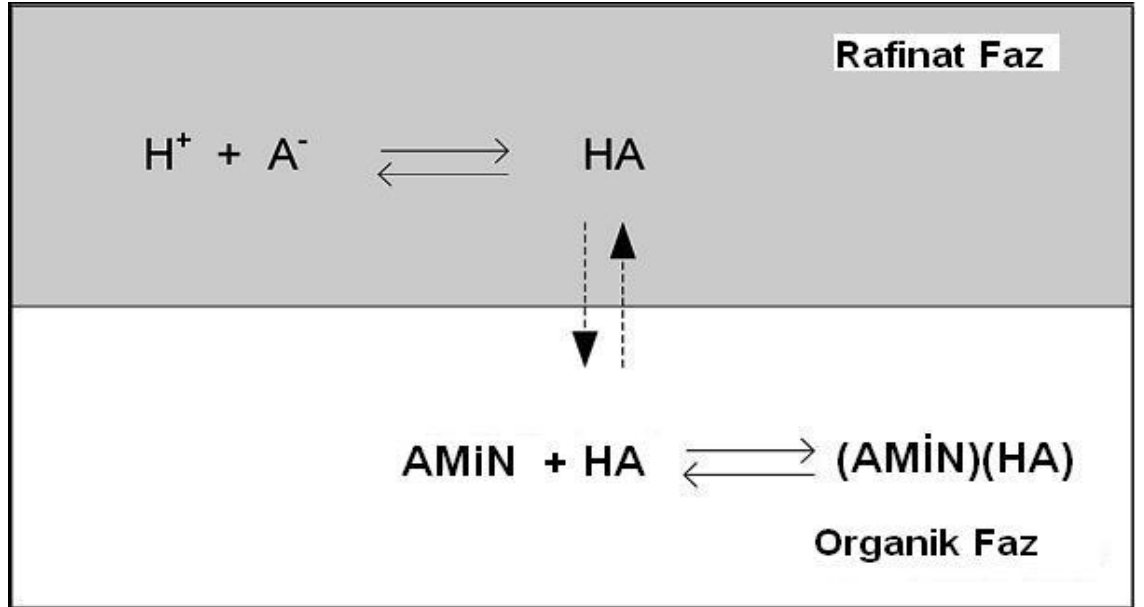 Rafinat Faz
H⁺ + A⁻ ⇌ HA
AMiN + HA ⇌ (AMİN)(HA)
Organik Faz